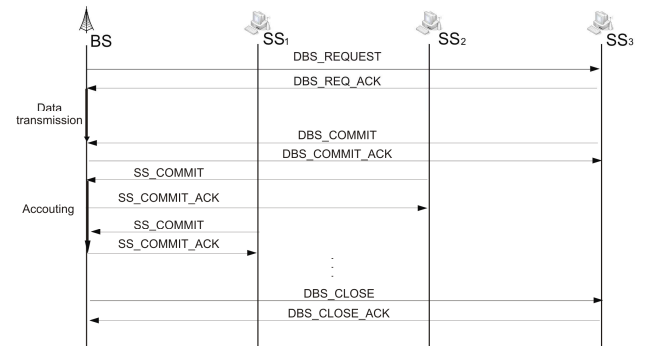 BS
SS1
SS2
SS3
DBS_REQUEST
DBS_REQ_ACK
Data
transmission
DBS_COMMIT
DBS_COMMIT_ACK
SS_COMMIT
SS_COMMIT_ACK
Accouting
SS_COMMIT
SS_COMMIT_ACK
DBS_CLOSE
DBS_CLOSE_ACK